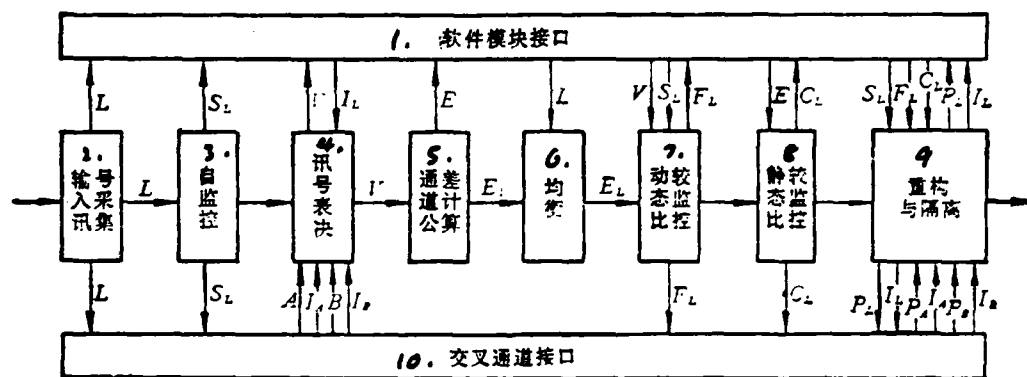 1. 软件模块接口
L
S_L
V
I_L
E
L
V
S_L
F_L
E
C_L
S_L
F_L
C_L
P_L
I_L
2. 输入讯号采集
L
3. 自监控
4. 讯号表决
V
5. 通道公差计算
E_L
6. 均衡
E_L
7. 动态比较监控
8 静态比较监控
9 重构与隔离
L
S_L
A
I_A
B
I_B
F_L
C_L
P_L
I_L
P_A
I_A
P_B
I_B
10. 交叉通道接口